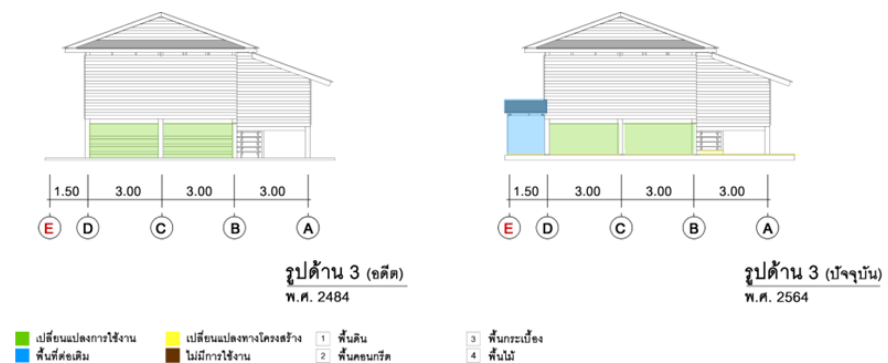 1.50 3.00 3.00 3.00
E D C B A
รูปด้าน 3 (อดีต)
พ.ศ. 2484
1.50 3.00 3.00 3.00
E D C B A
รูปด้าน 3 (ปัจจุบัน)
พ.ศ. 2564
เปลี่ยนแปลงการใช้งาน เปลี่ยนแปลงทางโครงสร้าง 1 พื้นดิน 3 พื้นกระเบื้อง
พื้นที่ต่อเติม ไม่มีการใช้งาน 2 พื้นคอนกรีต 4 พื้นไม้